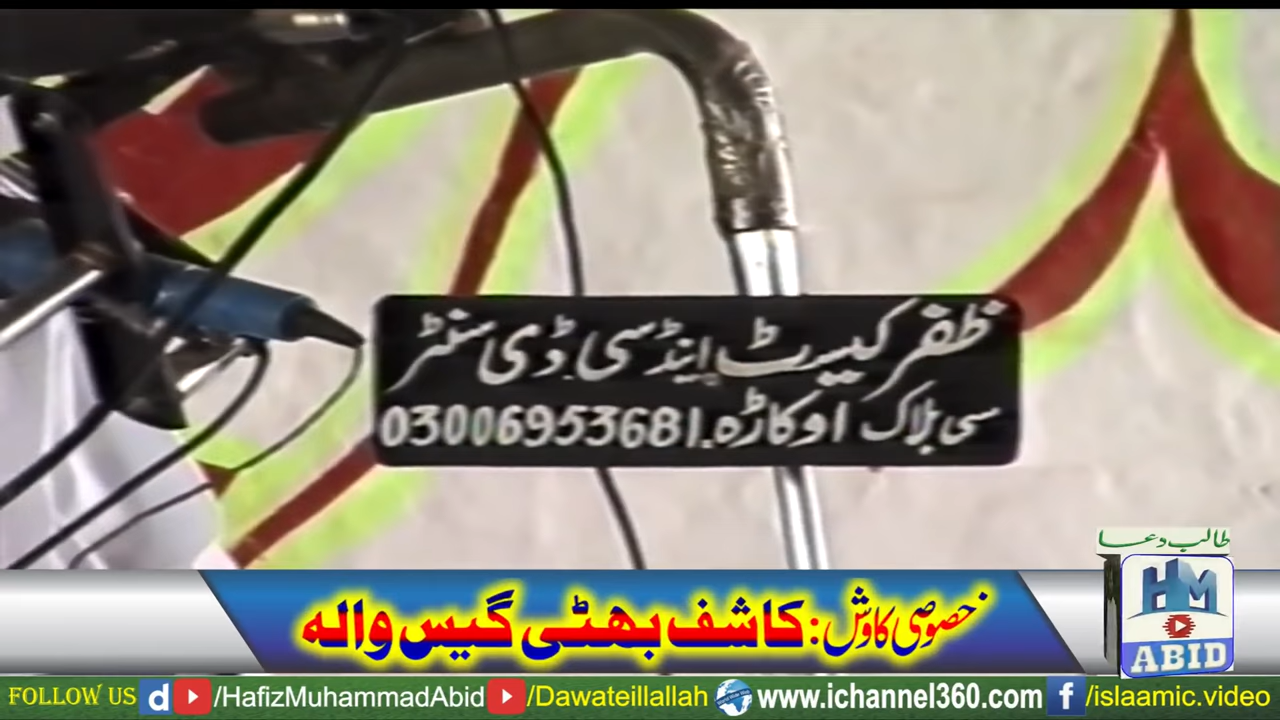 ظفر کیسٹ اینڈ سی ڈی سنٹر
سی بلاک اوکاڑہ.03006953681
طالب دعا
HM
ABID
خصوصی کاوش: کاشف بھٹی گیس والہ
FOLLOW US d /HafizMuhammadAbid /Dawateillallah www.ichannel360.com f /islaamic.video